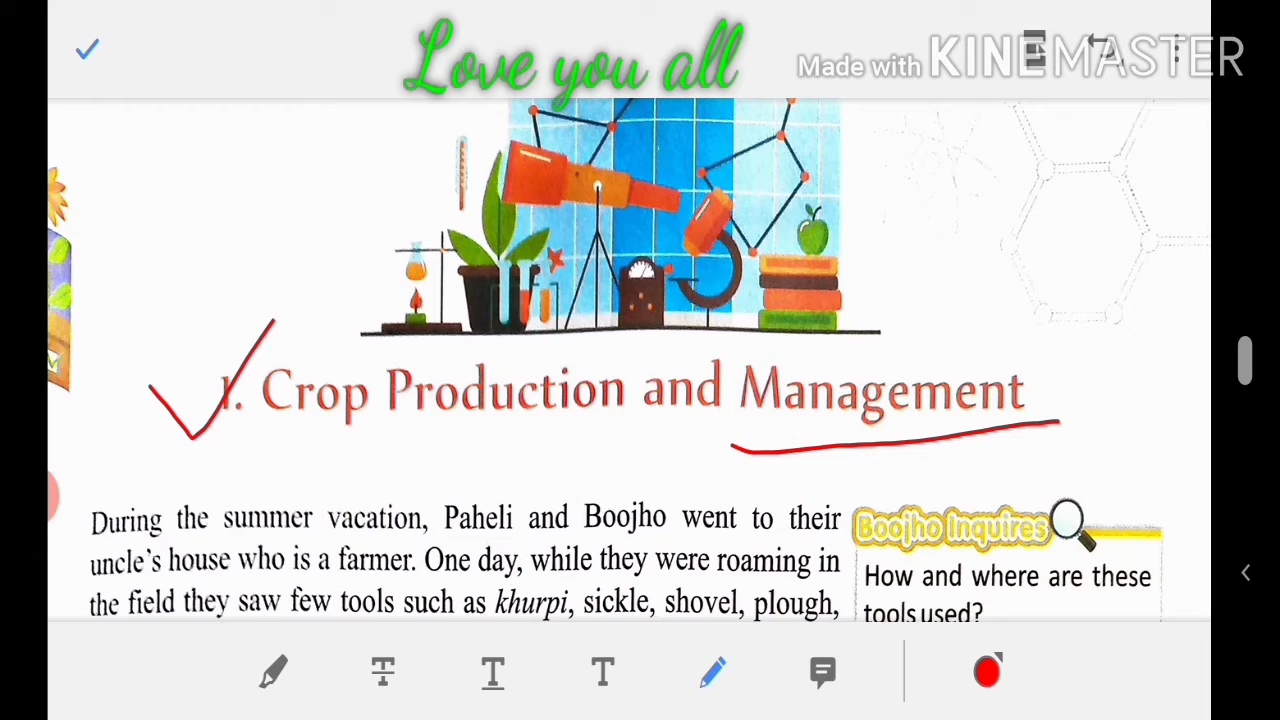 Love you all
Made with KINEMASTER
1. Crop Production and Management
During the summer vacation, Paheli and Boojho went to their
uncle's house who is a farmer. One day, while they were roaming in
the field they saw few tools such as khurpi, sickle, shovel, plough,
Boojho Inquires
How and where are these
tools used?
T
T
T